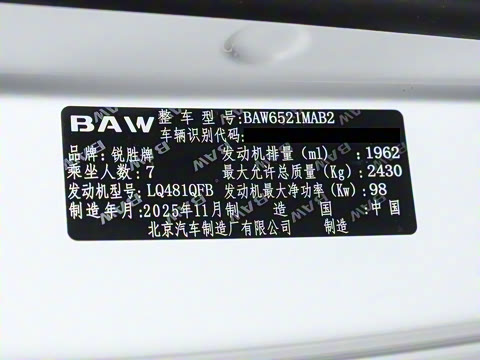 BAW 整车型号:BAW6521MAB2
车辆识别代码:
品牌:锐胜牌 发动机排量(ml) :1962
乘坐人数:7 最大允许总质量(Kg):2430
发动机型号:LQ481QFB 发动机最大净功率(Kw):98
制造年月:2025年11月制 造 国 :中国
北京汽车制造厂有限公司 制造